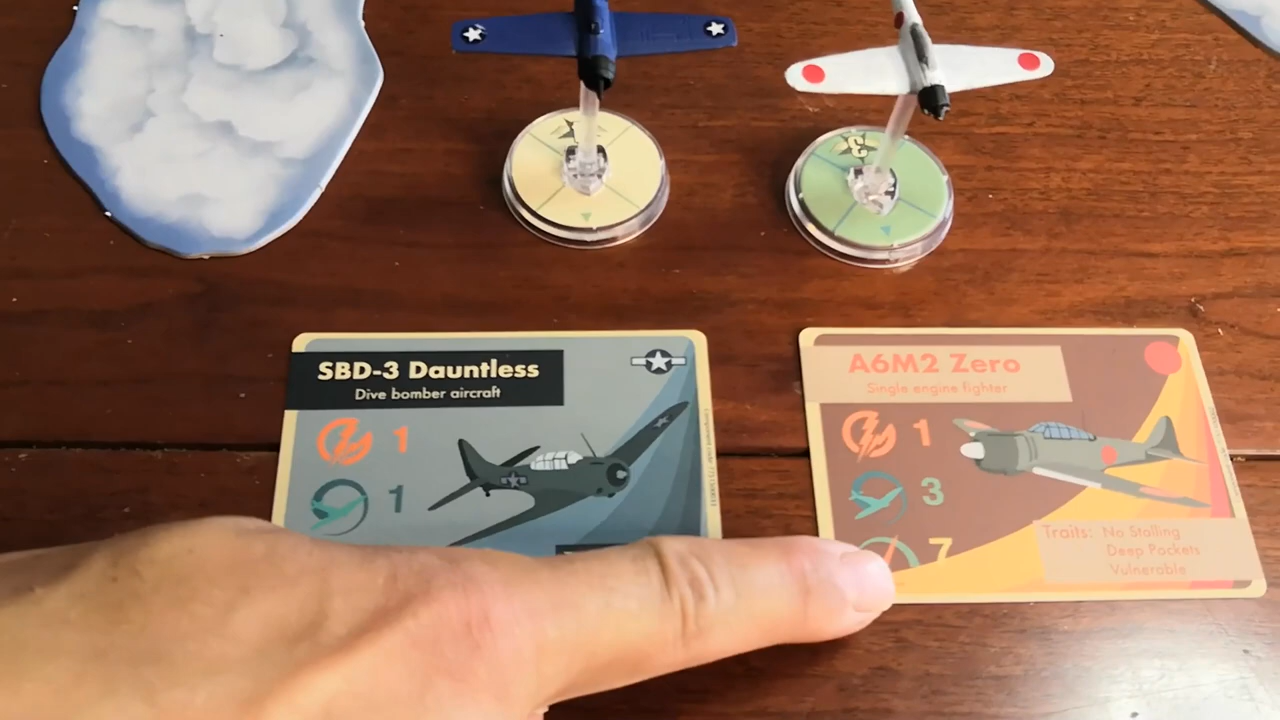 3
SBD-3 Dauntless
Dive bomber aircraft
1
1
A6M2 Zero
Single engine fighter
1
3
7
Traits: No Stalling
Deep Pockets
Vulnerable